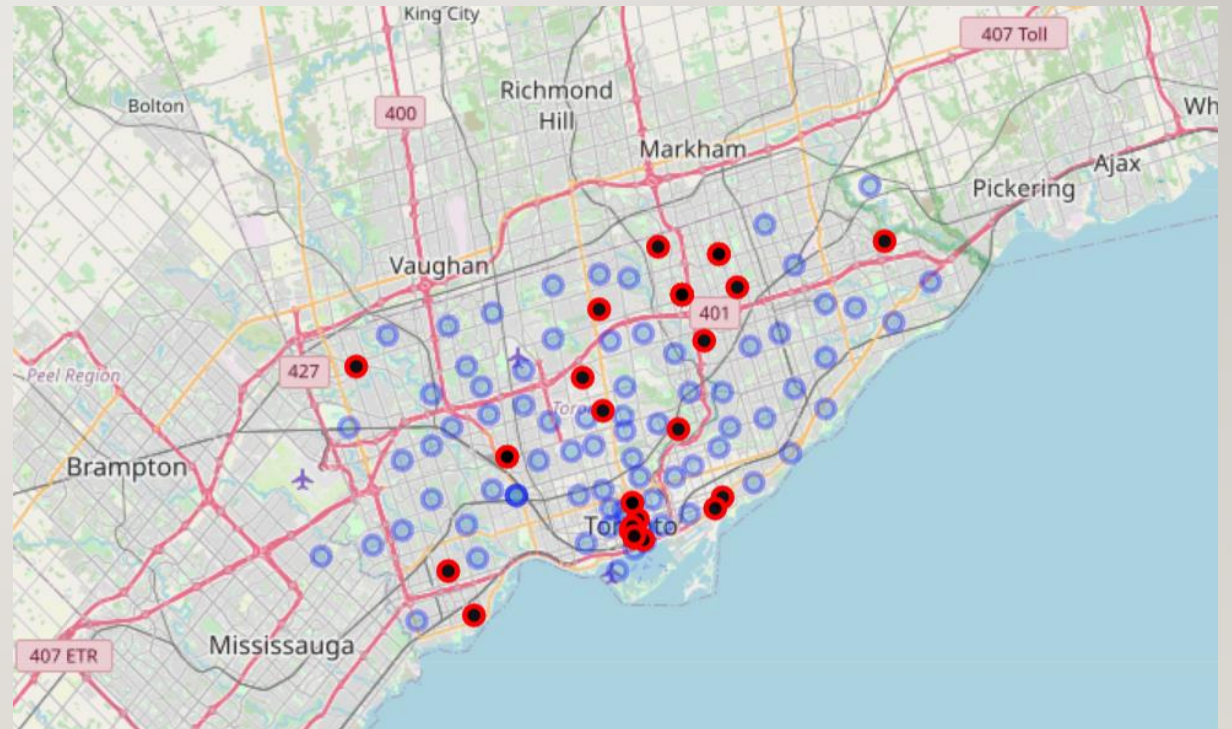 King City
407 Toll
Bolton
400
Richmond
Hill
Wh
Markham
Ajax
Pickering
Vaughan
401
427
Peel Region
Toro
Brampton
Toronto
Mississauga
407 ETR